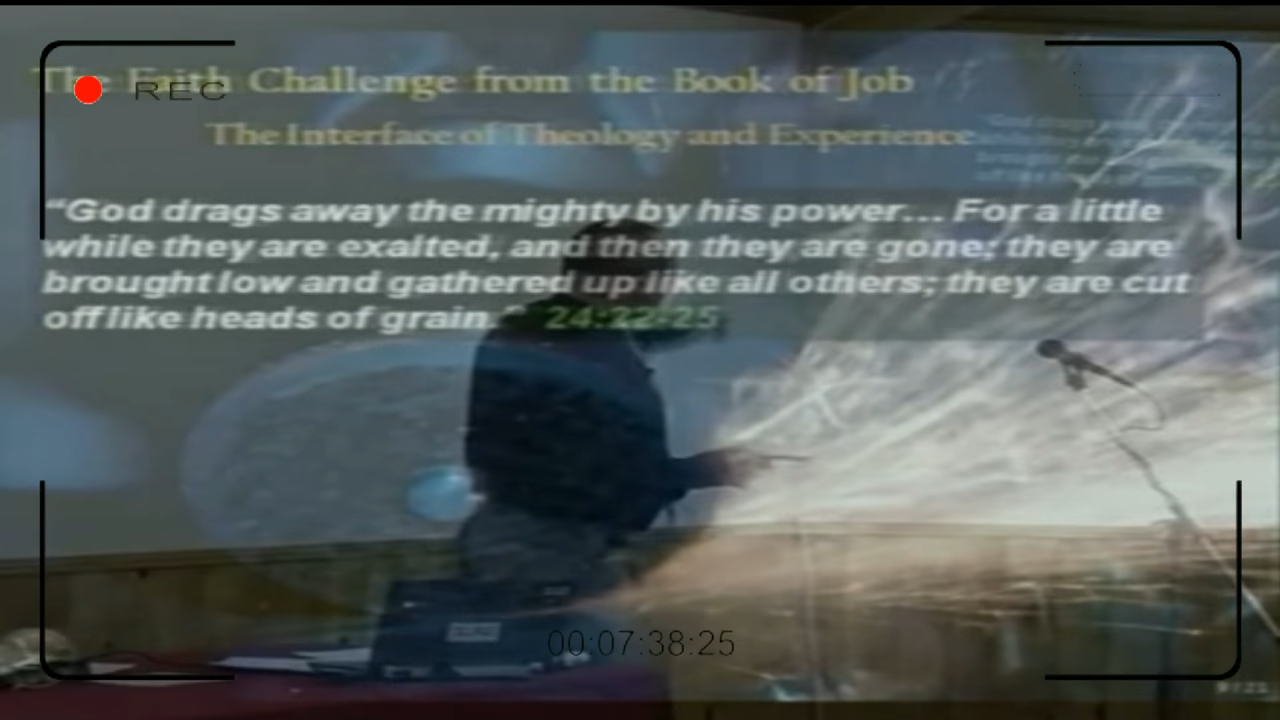 The Faith Challenge from the Book of Job
REC
The Interface of Theology and Experience
“God drags away the mighty by his power... For a little
while they are exalted, and then they are gone; they are
brought low and gathered up like all others; they are cut
off like heads of grain.” 24:22-25
00:07:38:25